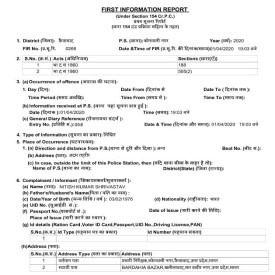 FIRST INFORMATION REPORT
(Under Section 154 Cr.P.C.)
प्रथम सूचना रिपोर्ट
(धारा 154 दंड प्रक्रिया संहिता के तहत)
1. District (जिला): फैजाबाद P.S. (थाना): कोतवाली नगर Year (वर्ष): 2020
FIR No. (प्र.सू.रि. सं.): 0268 Date &Time of FIR (प्र.सू.रि. की दिनांक/समय): 01/04/2020 19:03 बजे
2. S.No. (क्र.सं.) Acts (अधिनियम) Sections (धाराएँ)
1 भा दं सं 1860 188
2 भा दं सं 1860 505(2)
3. (a) Occurrence of offence (अपराध की घटना):
1. Day (दिन): Date From (दिनांक से): Date To (दिनांक तक):
Time Period (समय अवधि): Time From (समय से): Time To (समय तक):
(b) Information received at P.S. (थाना जहां सूचना प्राप्त हुई):
Date (दिनांक): 01/04/2020 Time (समय): 19:03 बजे
(c) General Diary Reference (रोजनामचा संदर्भ):
Entry No. (प्रविष्टि सं.): Date & Time (दिनांक और समय): 01/04/2020 19:03 बजे
4. Type of Information (सूचना का प्रकार): लिखित
5. Place of Occurrence (घटनास्थल):
1. (a) Direction and distance from P.S. (थाना से दूरी और दिशा): Beat No. (बीट सं.):
(b) Address (पता):
(c) In case, outside the limit of this Police Station, then (यदि थाना सीमा के बाहर है तो):
Name of P.S. (थाना का नाम): District(State) (जिला (राज्य)):
6. Complainant / Informant (शिकायतकर्ता/सूचनाकर्ता):
(a) Name (नाम): NITISH KUMAR SHRIVASTAV
(b) Father's/Husband's Name (पिता / पति का नाम):
(c) Date/Year of Birth (जन्म तिथि / वर्ष): 03/02/1976 (d) Nationality (राष्ट्रीयता): भारत
(e) UID No. (यूआईडी सं.):
(f) Passport No. (पासपोर्ट सं.): Date of Issue (जारी करने की तिथि):
Place of Issue (जारी करने का स्थान):
(g) Id details (Ration Card,Voter ID Card,Passport,UID No.,Driving License,PAN)
S.No. (क्र.सं.) Id Type (पहचान पत्र का प्रकार) Id Number (पहचान संख्या)
1
(h) Address (पता):
S.No. (क्र.सं.) Address Type (पता का प्रकार) Address (पता)
1 वर्तमान पता
2 स्थायी पता BARDAHIA BAZAR,